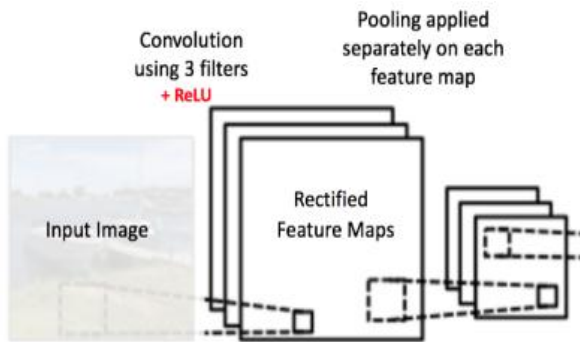 Convolution
using 3 filters
+ ReLU
Pooling applied
separately on each
feature map
Input Image
Rectified
Feature Maps